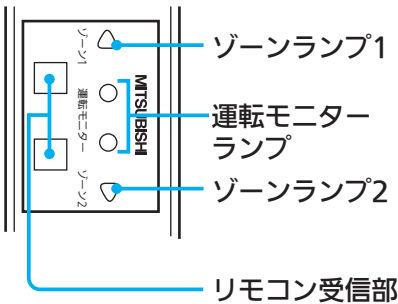 ゾーン1
運転モニター
ゾーン2
MITSUBISHI
ゾーンランプ1
運転モニター
ランプ
ゾーンランプ2
リモコン受信部